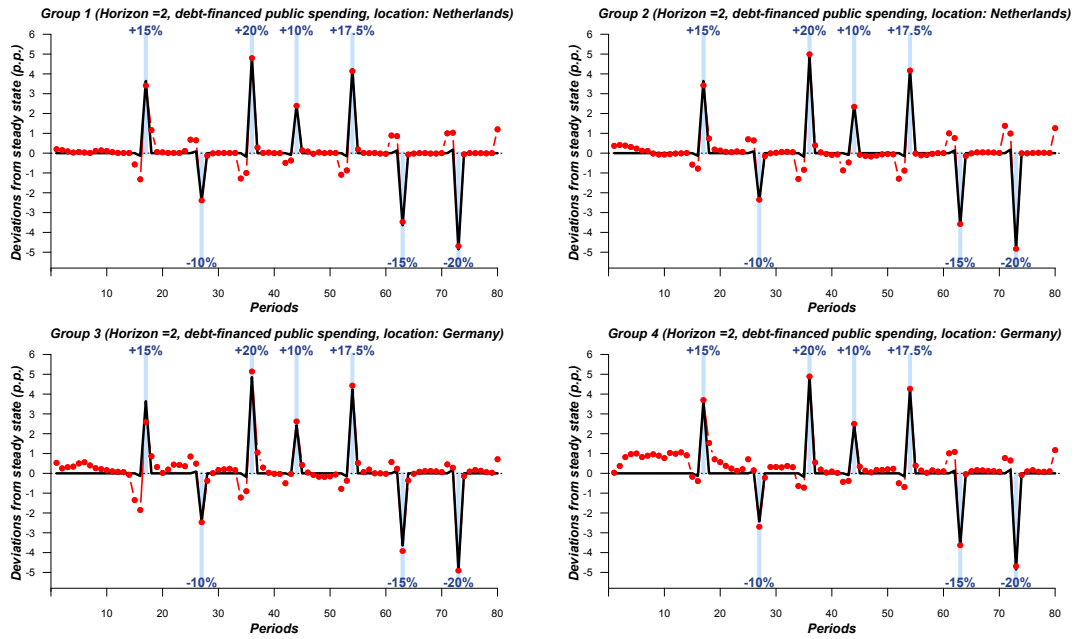 Group 1 (Horizon =2, debt-financed public spending, location: Netherlands)
+15% +20% +10% +17.5%
6
5
4
3
2
1
0
-1
-2
-3
-4
-5
Deviations from steady state (p.p.)
-10% -15% -20%
10 20 30 40 50 60 70 80
Periods
Group 2 (Horizon =2, debt-financed public spending, location: Netherlands)
+15% +20% +10% +17.5%
6
5
4
3
2
1
0
-1
-2
-3
-4
-5
Deviations from steady state (p.p.)
-10% -15% -20%
10 20 30 40 50 60 70 80
Periods
Group 3 (Horizon =2, debt-financed public spending, location: Germany)
+15% +20% +10% +17.5%
6
5
4
3
2
1
0
-1
-2
-3
-4
-5
Deviations from steady state (p.p.)
-10% -15% -20%
10 20 30 40 50 60 70 80
Periods
Group 4 (Horizon =2, debt-financed public spending, location: Germany)
+15% +20% +10% +17.5%
6
5
4
3
2
1
0
-1
-2
-3
-4
-5
Deviations from steady state (p.p.)
-10% -15% -20%
10 20 30 40 50 60 70 80
Periods